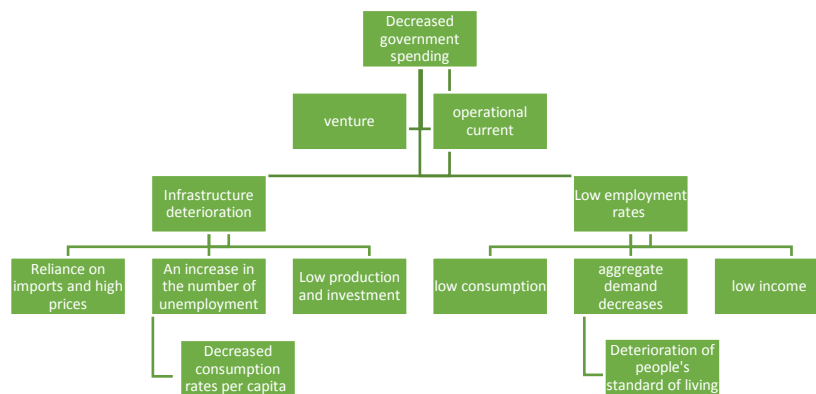 Decreased
government
spending
venture
operational
current
Infrastructure
deterioration
Low employment
rates
Reliance on
imports and high
prices
An increase in
the number of
unemployment
Low production
and investment
low consumption
aggregate
demand
decreases
low income
Decreased
consumption
rates per capita
Deterioration of
people's
standard of living